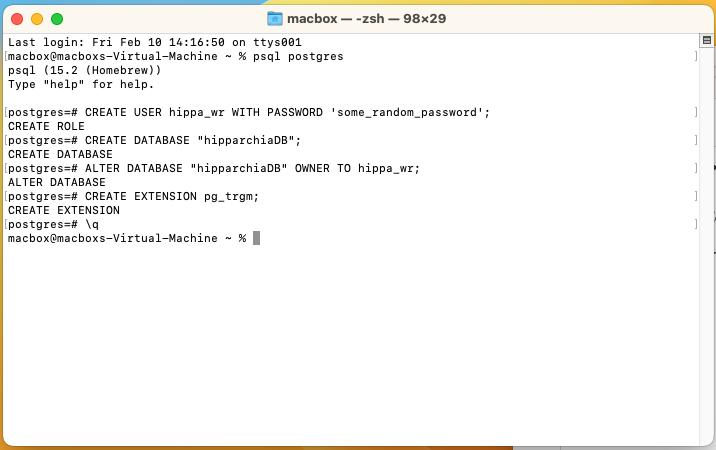 macbox — -zsh — 98×29
Last login: Fri Feb 10 14:16:50 on ttys001
[macbox@macboxs-Virtual-Machine ~ % psql postgres ]
psql (15.2 (Homebrew))
Type "help" for help.
[postgres=# CREATE USER hippa_wr WITH PASSWORD 'some_random_password'; ]
CREATE ROLE
[postgres=# CREATE DATABASE "hipparchiaDB"; ]
CREATE DATABASE
[postgres=# ALTER DATABASE "hipparchiaDB" OWNER TO hippa_wr; ]
ALTER DATABASE
[postgres=# CREATE EXTENSION pg_trgm; ]
CREATE EXTENSION
[postgres=# \q ]
macbox@macboxs-Virtual-Machine ~ %